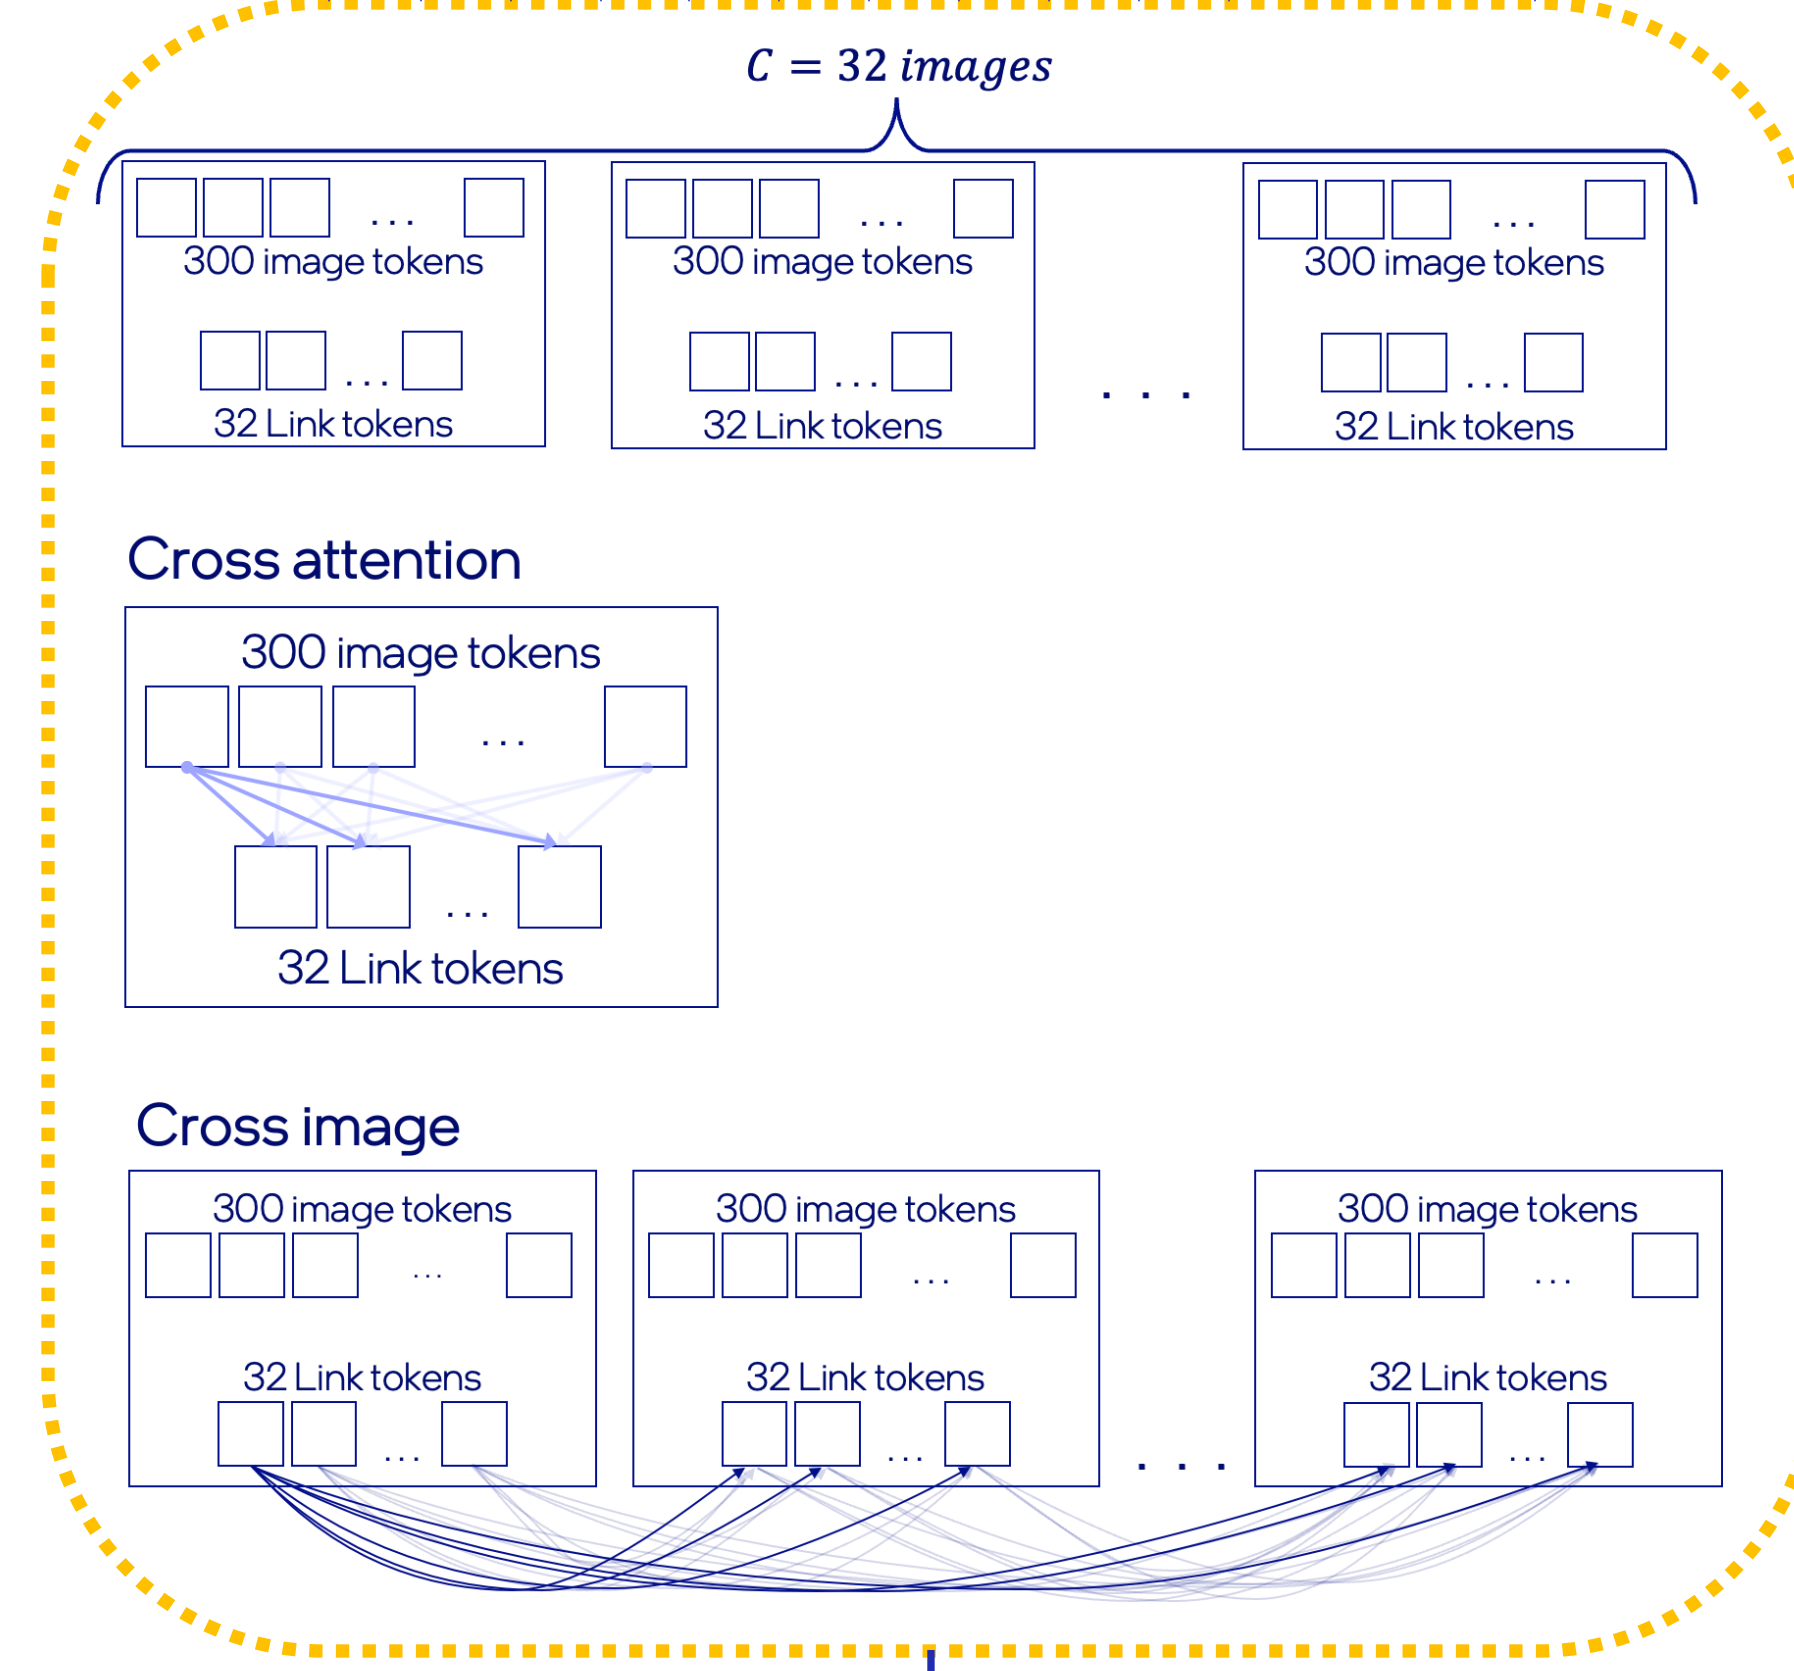 C = 32 images
300 image tokens
32 Link tokens
300 image tokens
32 Link tokens
. . .
300 image tokens
32 Link tokens
Cross attention
300 image tokens
. . .
. . .
32 Link tokens
Cross image
300 image tokens
. . .
32 Link tokens
. . .
300 image tokens
. . .
32 Link tokens
. . .
. . .
300 image tokens
. . .
32 Link tokens
. . .